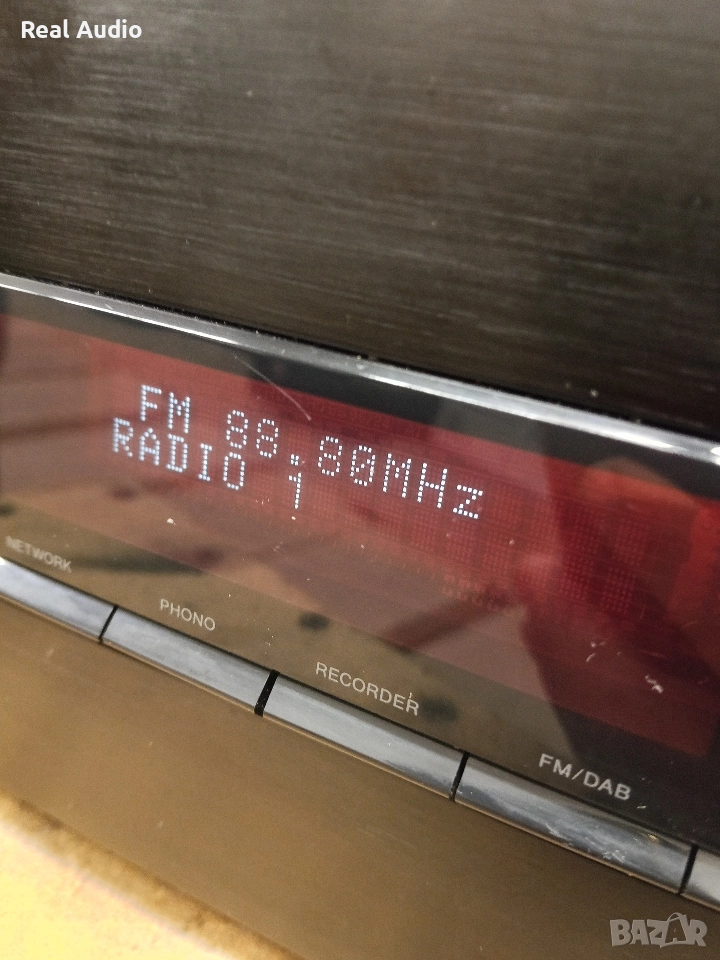 Real Audio
FM 88.80MHz
RADIO 1
NETWORK
PHONO
RECORDER
FM/DAB
BAZAR